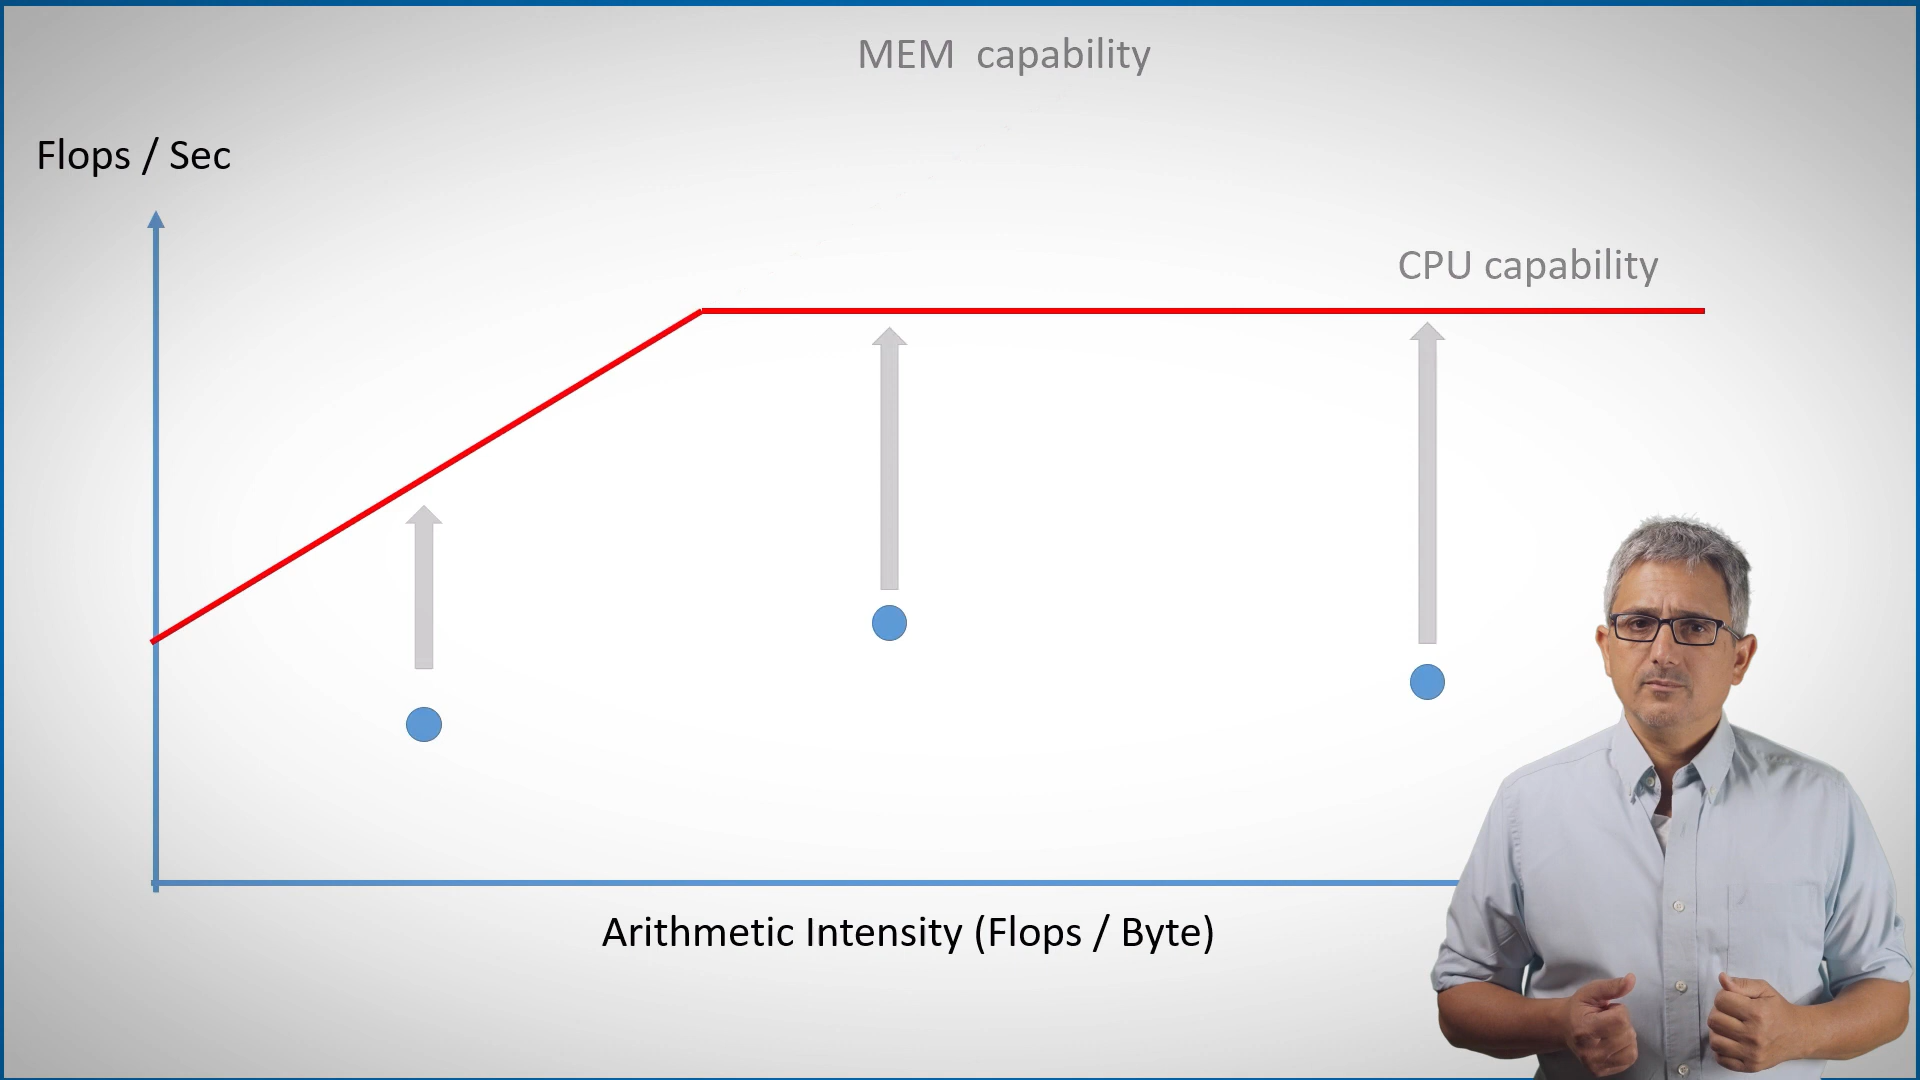 MEM  capability
Flops / Sec
CPU capability
Arithmetic Intensity (Flops / Byte)